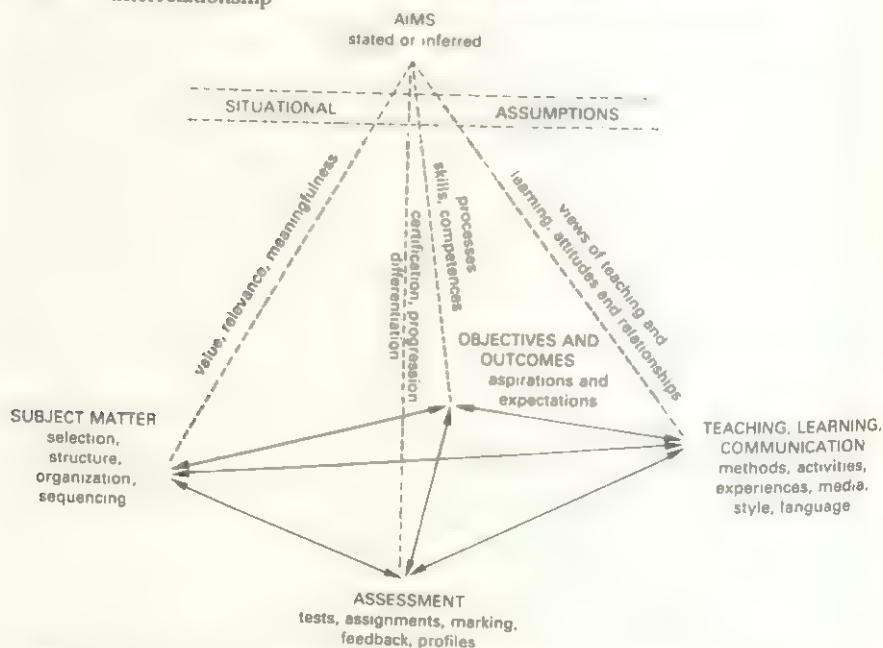 interrelationship
AIMS
stated or inferred
SITUATIONAL
ASSUMPTIONS
value, relevance, meaningfulness
certification, progression
differentiation
processes
skills, competences
views of teaching and
learning, attitudes and relationships
OBJECTIVES AND
OUTCOMES
aspirations and
expectations
SUBJECT MATTER
selection,
structure,
organization,
sequencing
TEACHING, LEARNING,
COMMUNICATION
methods, activities,
experiences, media,
style, language
ASSESSMENT
tests, assignments, marking,
feedback, profiles